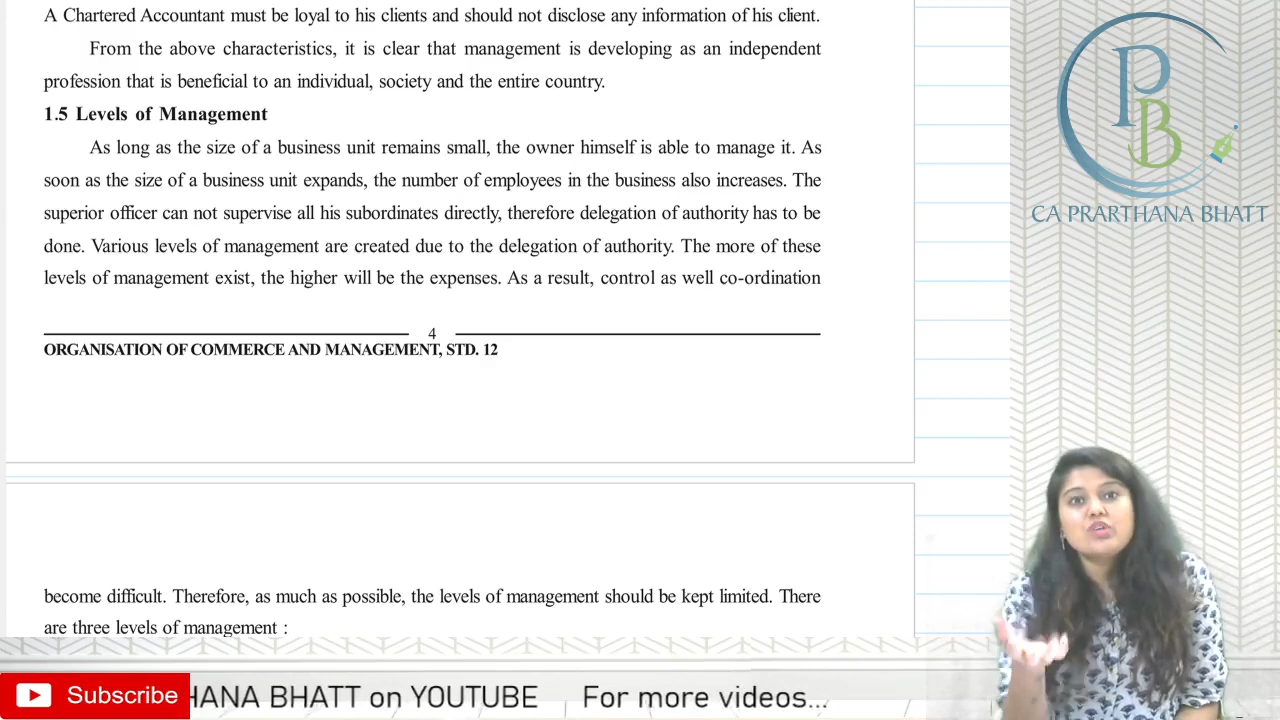 A Chartered Accountant must be loyal to his clients and should not disclose any information of his client.
From the above characteristics, it is clear that management is developing as an independent
profession that is beneficial to an individual, society and the entire country.
1.5 Levels of Management
As long as the size of a business unit remains small, the owner himself is able to manage it. As
soon as the size of a business unit expands, the number of employees in the business also increases. The
superior officer can not supervise all his subordinates directly, therefore delegation of authority has to be
done. Various levels of management are created due to the delegation of authority. The more of these
levels of management exist, the higher will be the expenses. As a result, control as well co-ordination
4
ORGANISATION OF COMMERCE AND MANAGEMENT, STD. 12
become difficult. Therefore, as much as possible, the levels of management should be kept limited. There
are three levels of management :
PB
CA PRARTHANA BHATT
Subscribe
HANA BHATT on YOUTUBE For more videos...